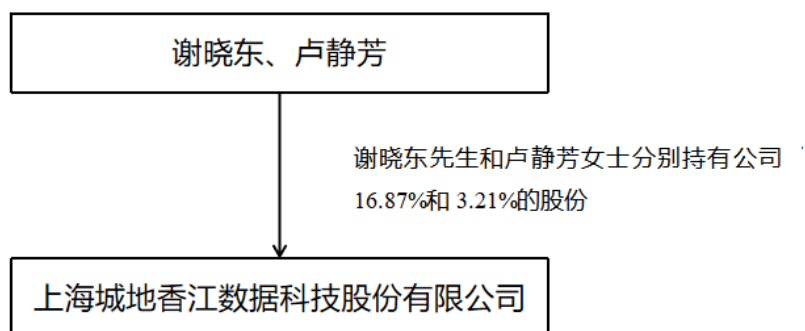 谢晓东、卢静芳
谢晓东先生和卢静芳女士分别持有公司
16.87%和 3.21%的股份
上海城地香江数据科技股份有限公司